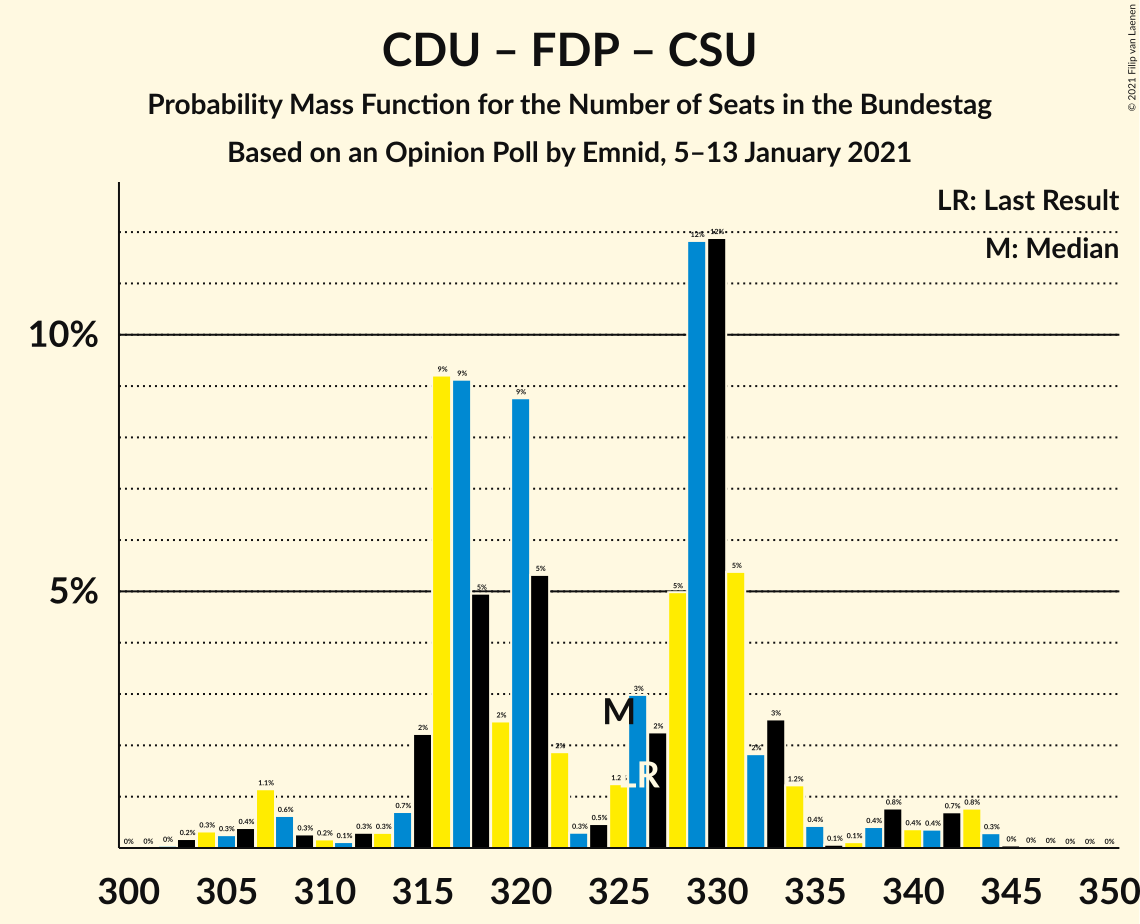 CDU – FDP – CSU
Probability Mass Function for the Number of Seats in the Bundestag
Based on an Opinion Poll by Emnid, 5–13 January 2021
© 2021 Filip van Laenen
LR: Last Result
M: Median
10%
5%
0% 0% 0% 0.2% 0.3% 0.3% 0.4% 1.1% 0.6% 0.3% 0.2% 0.1% 0.3% 0.3% 0.7% 2% 9% 9% 5% 2% 9% 5% 2% 0.3% 0.5% 1.2% 3% 2% 5% 12% 12% 5% 2% 3% 1.2% 0.4% 0.1% 0.1% 0.4% 0.8% 0.4% 0.4% 0.7% 0.8% 0.3% 0% 0% 0% 0% 0% 0%
M
LR
300 305 310 315 320 325 330 335 340 345 350